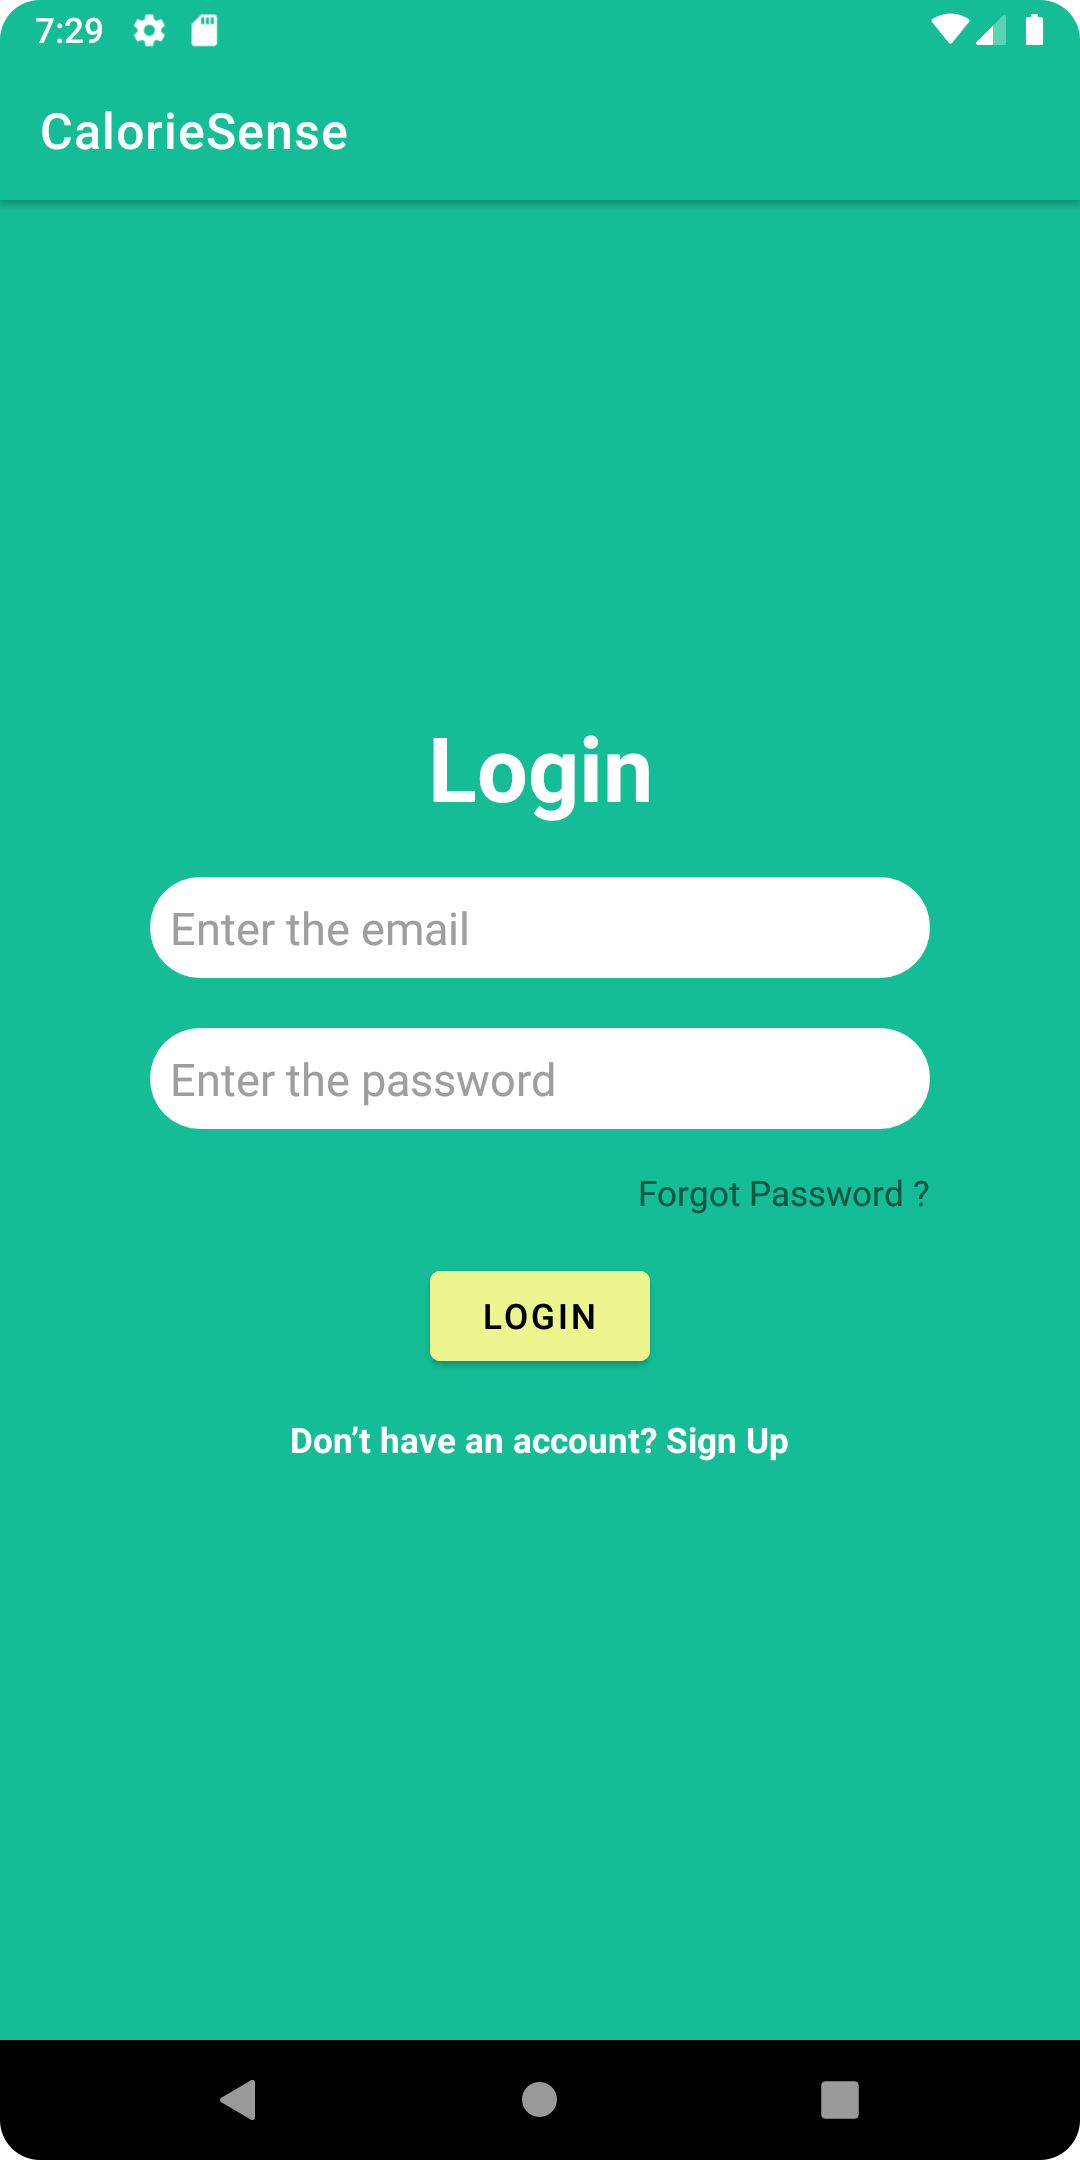 7:29
CalorieSense
Login
Enter the email
Enter the password
Forgot Password ?
LOGIN
Don’t have an account? Sign Up